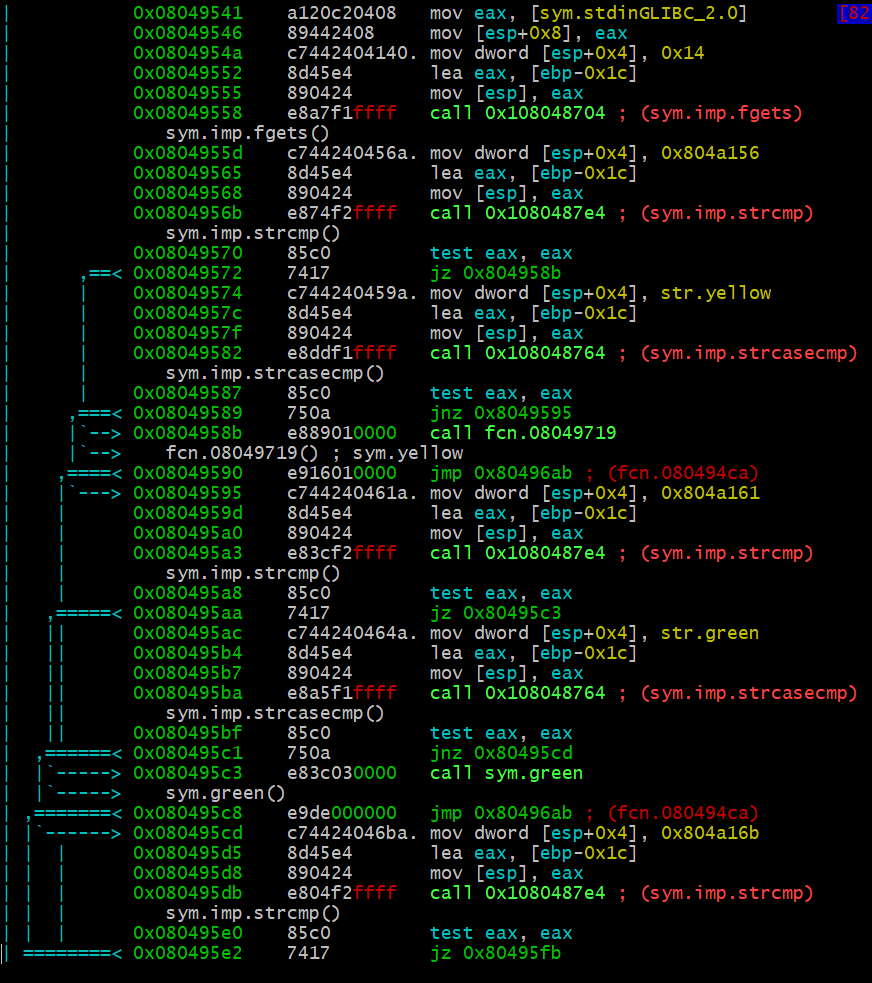 | 0x08049541 a120c20408 mov eax, [sym.stdinGLIBC_2.0] [82
| 0x08049546 89442408 mov [esp+0x8], eax
| 0x0804954a c7442404140. mov dword [esp+0x4], 0x14
| 0x08049552 8d45e4 lea eax, [ebp-0x1c]
| 0x08049555 890424 mov [esp], eax
| 0x08049558 e8a7f1ffff call 0x108048704 ; (sym.imp.fgets)
| sym.imp.fgets()
| 0x0804955d c744240456a. mov dword [esp+0x4], 0x804a156
| 0x08049565 8d45e4 lea eax, [ebp-0x1c]
| 0x08049568 890424 mov [esp], eax
| 0x0804956b e874f2ffff call 0x1080487e4 ; (sym.imp.strcmp)
| sym.imp.strcmp()
| 0x08049570 85c0 test eax, eax
| ,==< 0x08049572 7417 jz 0x804958b
| | 0x08049574 c744240459a. mov dword [esp+0x4], str.yellow
| | 0x0804957c 8d45e4 lea eax, [ebp-0x1c]
| | 0x0804957f 890424 mov [esp], eax
| | 0x08049582 e8ddf1ffff call 0x108048764 ; (sym.imp.strcasecmp)
| | sym.imp.strcasecmp()
| | 0x08049587 85c0 test eax, eax
| ,===< 0x08049589 750a jnz 0x8049595
| |`--> 0x0804958b e889010000 call fcn.08049719
| |`--> fcn.08049719() ; sym.yellow
| ,====< 0x08049590 e916010000 jmp 0x80496ab ; (fcn.080494ca)
| |`---> 0x08049595 c744240461a. mov dword [esp+0x4], 0x804a161
| | 0x0804959d 8d45e4 lea eax, [ebp-0x1c]
| | 0x080495a0 890424 mov [esp], eax
| | 0x080495a3 e83cf2ffff call 0x1080487e4 ; (sym.imp.strcmp)
| | sym.imp.strcmp()
| | 0x080495a8 85c0 test eax, eax
| ,=====< 0x080495aa 7417 jz 0x80495c3
| || 0x080495ac c744240464a. mov dword [esp+0x4], str.green
| || 0x080495b4 8d45e4 lea eax, [ebp-0x1c]
| || 0x080495b7 890424 mov [esp], eax
| || 0x080495ba e8a5f1ffff call 0x108048764 ; (sym.imp.strcasecmp)
| || sym.imp.strcasecmp()
| || 0x080495bf 85c0 test eax, eax
| ,======< 0x080495c1 750a jnz 0x80495cd
| |`-----> 0x080495c3 e83c030000 call sym.green
| |`-----> sym.green()
| ,=======< 0x080495c8 e9de000000 jmp 0x80496ab ; (fcn.080494ca)
| |`------> 0x080495cd c74424046ba. mov dword [esp+0x4], 0x804a16b
| | | 0x080495d5 8d45e4 lea eax, [ebp-0x1c]
| | | 0x080495d8 890424 mov [esp], eax
| | | 0x080495db e804f2ffff call 0x1080487e4 ; (sym.imp.strcmp)
| | | sym.imp.strcmp()
| | | 0x080495e0 85c0 test eax, eax
| ========< 0x080495e2 7417 jz 0x80495fb